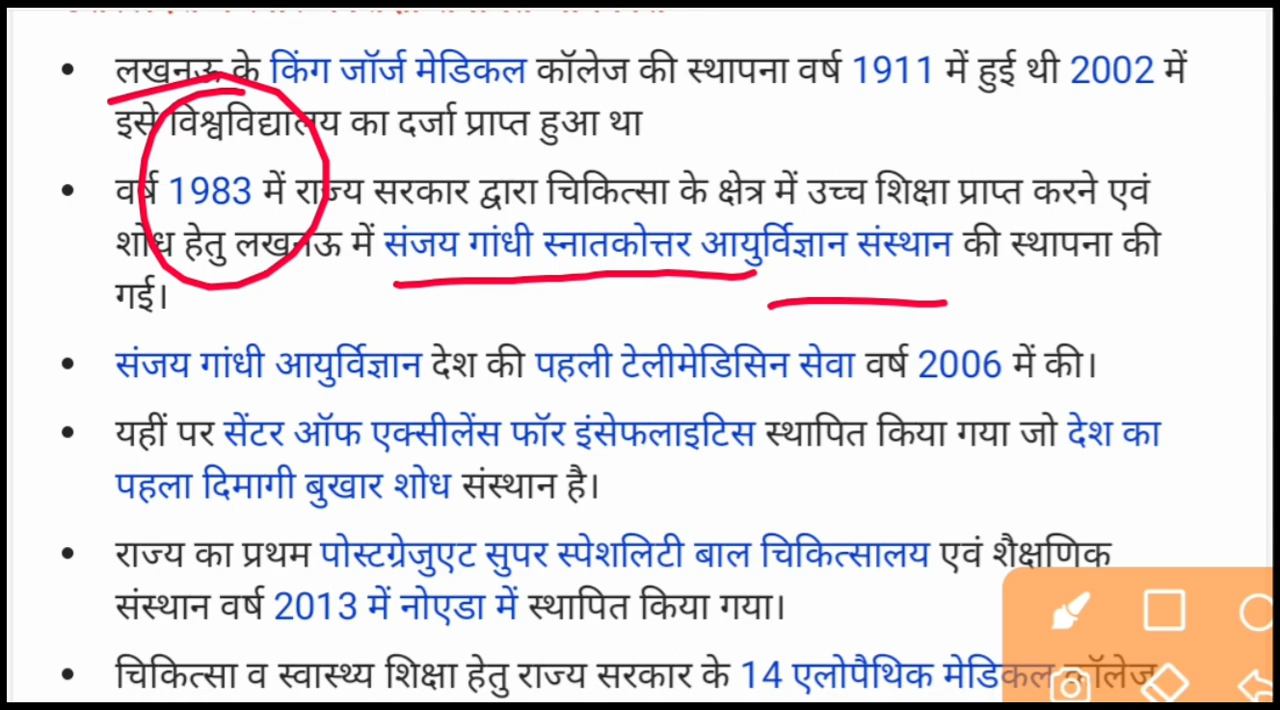 लखनऊ के किंग जॉर्ज मेडिकल कॉलेज की स्थापना वर्ष 1911 में हुई थी 2002 में
इसे विश्वविद्यालय का दर्जा प्राप्त हुआ था
वर्ष 1983 में राज्य सरकार द्वारा चिकित्सा के क्षेत्र में उच्च शिक्षा प्राप्त करने एवं
शोध हेतु लखनऊ में संजय गांधी स्नातकोत्तर आयुर्विज्ञान संस्थान की स्थापना की
गई।
संजय गांधी आयुर्विज्ञान देश की पहली टेलीमेडिसिन सेवा वर्ष 2006 में की।
यहीं पर सेंटर ऑफ एक्सीलेंस फॉर इंसेफलाइटिस स्थापित किया गया जो देश का
पहला दिमागी बुखार शोध संस्थान है।
राज्य का प्रथम पोस्टग्रेजुएट सुपर स्पेशलिटी बाल चिकित्सालय एवं शैक्षणिक
संस्थान वर्ष 2013 में नोएडा में स्थापित किया गया।
चिकित्सा व स्वास्थ्य शिक्षा हेतु राज्य सरकार के 14 एलोपैथिक मेडिकल कॉलेज